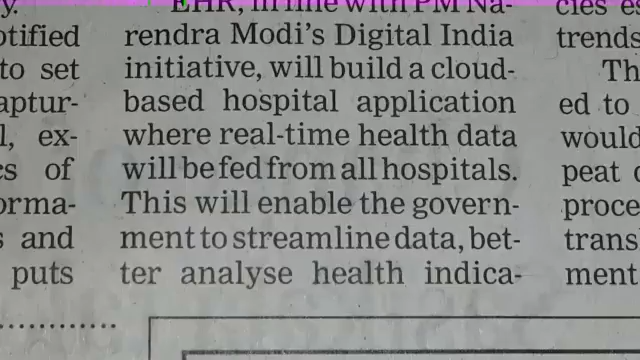 y.
otified
to set
aptur-
l, ex-
cs of
orma-
s and
puts
EHR, in line with PM Na-
rendra Modi's Digital India
initiative, will build a cloud-
based hospital application
where real-time health data
will be fed from all hospitals.
This will enable the govern-
ment to streamline data, bet-
ter analyse health indica-
cies es
trends
Th
ed to
would
peat
proce
trans
ment